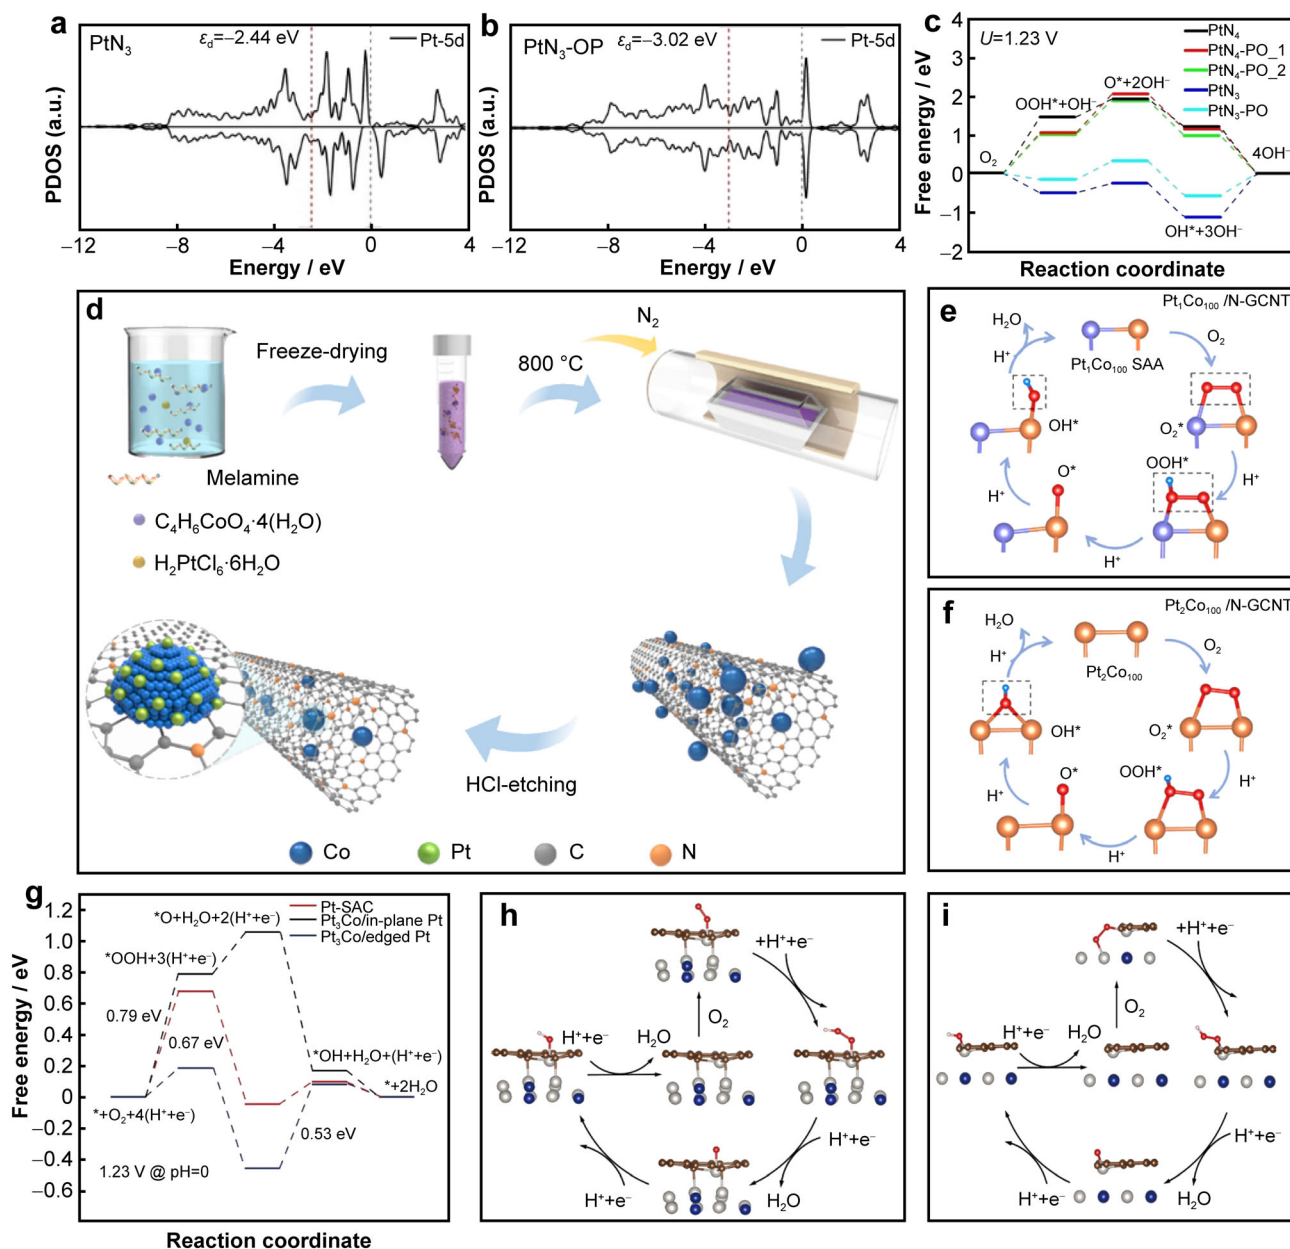 a
PtN₃
εd=−2.44 eV
Pt-5d
PDOS (a.u.)
−12 −8 −4 0 4
Energy / eV
b
PtN₃-OP
εd=−3.02 eV
Pt-5d
PDOS (a.u.)
−12 −8 −4 0 4
Energy / eV
c
U=1.23 V
PtN₄
PtN₄-PO_1
PtN₄-PO_2
PtN₃
PtN₃-PO
O*+2OH⁻
OOH*+OH⁻
O₂
4OH⁻
OH*+3OH⁻
4
3
2
1
0
−1
−2
Free energy / eV
Reaction coordinate
d
Freeze-drying
N₂
800 °C
Melamine
C₄H₆CoO₄·4(H₂O)
H₂PtCl₆·6H₂O
HCl-etching
Co Pt C N
e
Pt₁Co₁₀₀ /N-GCNT
H₂O
H⁺
Pt₁Co₁₀₀ SAA
O₂
OH*
O₂*
OOH*
O*
H⁺
H⁺
H⁺
f
Pt₂Co₁₀₀ /N-GCNT
H₂O
H⁺
Pt₂Co₁₀₀
O₂
OH*
O₂*
OOH*
O*
H⁺
H⁺
H⁺
g
1.2
1.0
0.8
0.6
0.4
0.2
0
−0.2
−0.4
−0.6
Free energy / eV
Pt-SAC
Pt₃Co/in-plane Pt
Pt₃Co/edged Pt
*O+H₂O+2(H⁺+e⁻)
*OOH+3(H⁺+e⁻)
0.79 eV
0.67 eV
*OH+H₂O+(H⁺+e⁻)
*+2H₂O
*+O₂+4(H⁺+e⁻)
0.53 eV
1.23 V @ pH=0
Reaction coordinate
h
+H⁺+e⁻
O₂
H⁺+e⁻
H₂O
H⁺+e⁻
H⁺+e⁻
H₂O
i
+H⁺+e⁻
O₂
H⁺+e⁻
H₂O
H⁺+e⁻
H⁺+e⁻
H₂O